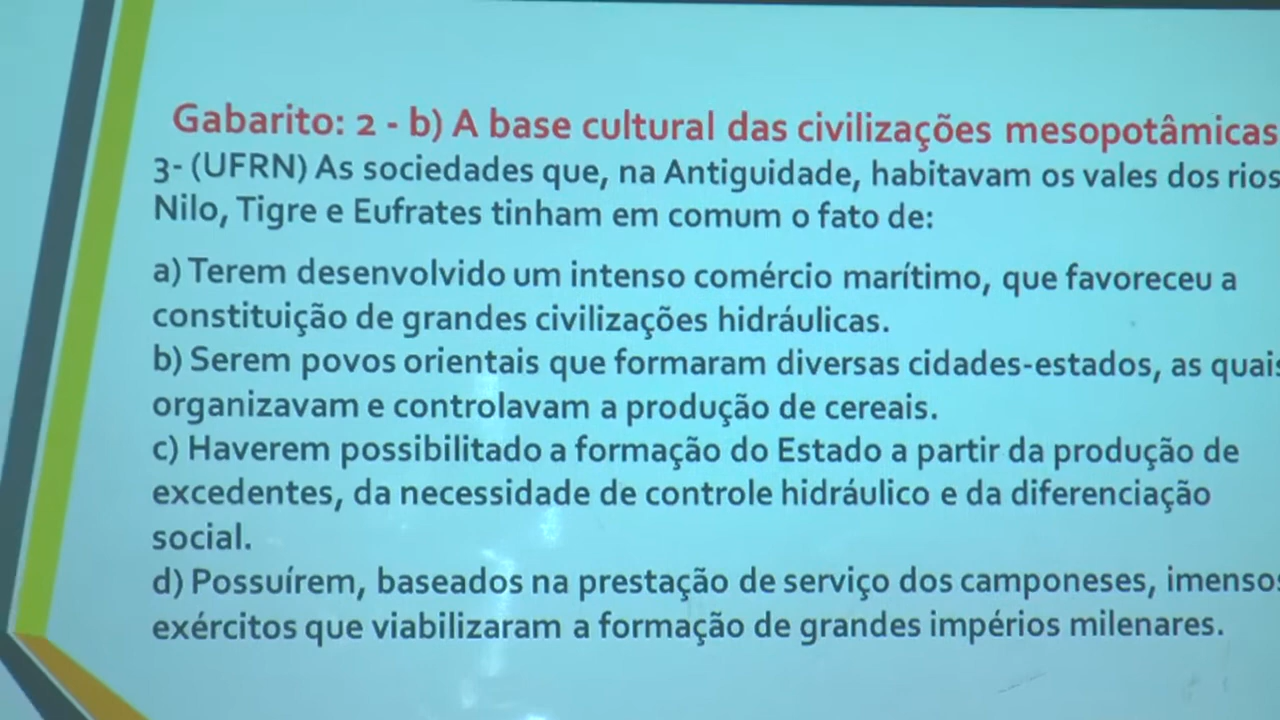 Gabarito: 2 - b) A base cultural das civilizações mesopotâmicas
3- (UFRN) As sociedades que, na Antiguidade, habitavam os vales dos rios
Nilo, Tigre e Eufrates tinham em comum o fato de:
a) Terem desenvolvido um intenso comércio marítimo, que favoreceu a
constituição de grandes civilizações hidráulicas.
b) Serem povos orientais que formaram diversas cidades-estados, as quais
organizavam e controlavam a produção de cereais.
c) Haverem possibilitado a formação do Estado a partir da produção de
excedentes, da necessidade de controle hidráulico e da diferenciação
social.
d) Possuírem, baseados na prestação de serviço dos camponeses, imensos
exércitos que viabilizaram a formação de grandes impérios milenares.